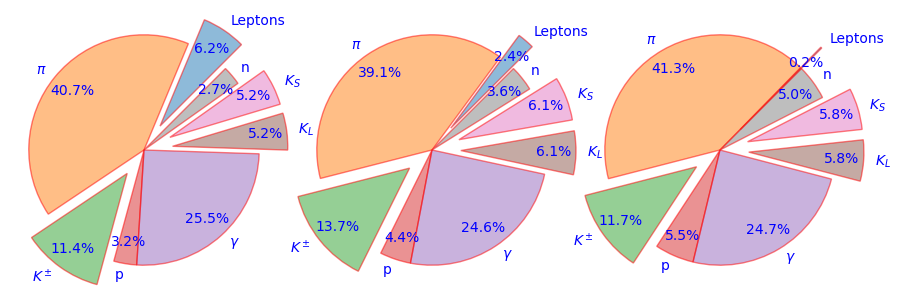 Leptons
6.2%
n
2.7%
K_S
5.2%
K_L
5.2%
π
40.7%
K^±
11.4%
p
3.2%
γ
25.5%
Leptons
2.4%
n
3.6%
K_S
6.1%
K_L
6.1%
π
39.1%
K^±
13.7%
p
4.4%
γ
24.6%
Leptons
0.2%
n
5.0%
K_S
5.8%
K_L
5.8%
π
41.3%
K^±
11.7%
p
5.5%
γ
24.7%